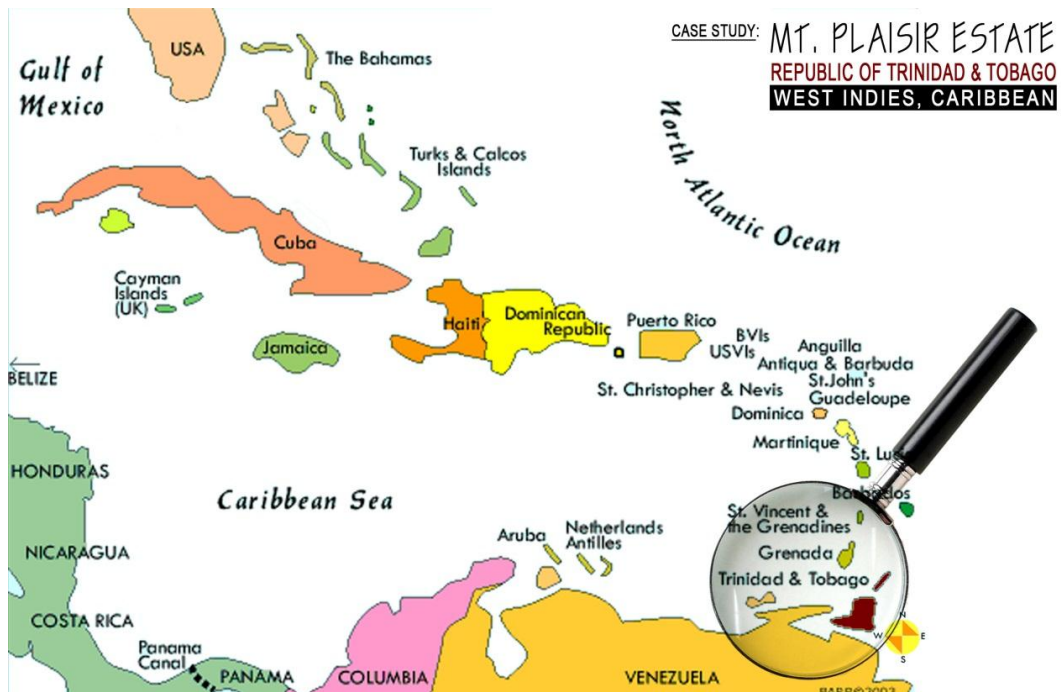 CASE STUDY: MT. PLAISIR ESTATE
REPUBLIC OF TRINIDAD & TOBAGO
WEST INDIES, CARIBBEAN
USA
Gulf of
Mexico
The Bahamas
North Atlantic Ocean
Turks & Calcos
Islands
Cuba
Cayman
Islands
(UK)
Haiti
Dominican
Republic
Jamaica
Puerto Rico
BVIs
USVIs
Anguilla
Antiqua & Barbuda
St.John's
Guadeloupe
BELIZE
St. Christopher & Nevis
Dominica
Martinique
St. Lucia
HONDURAS
Caribbean Sea
Barbados
St. Vincent &
the Grenadines
Aruba
Netherlands
Antilles
Grenada
NICARAGUA
Trinidad & Tobago
COSTA RICA
N
W
E
S
Panama
Canal
PANAMA
COLUMBIA
VENEZUELA